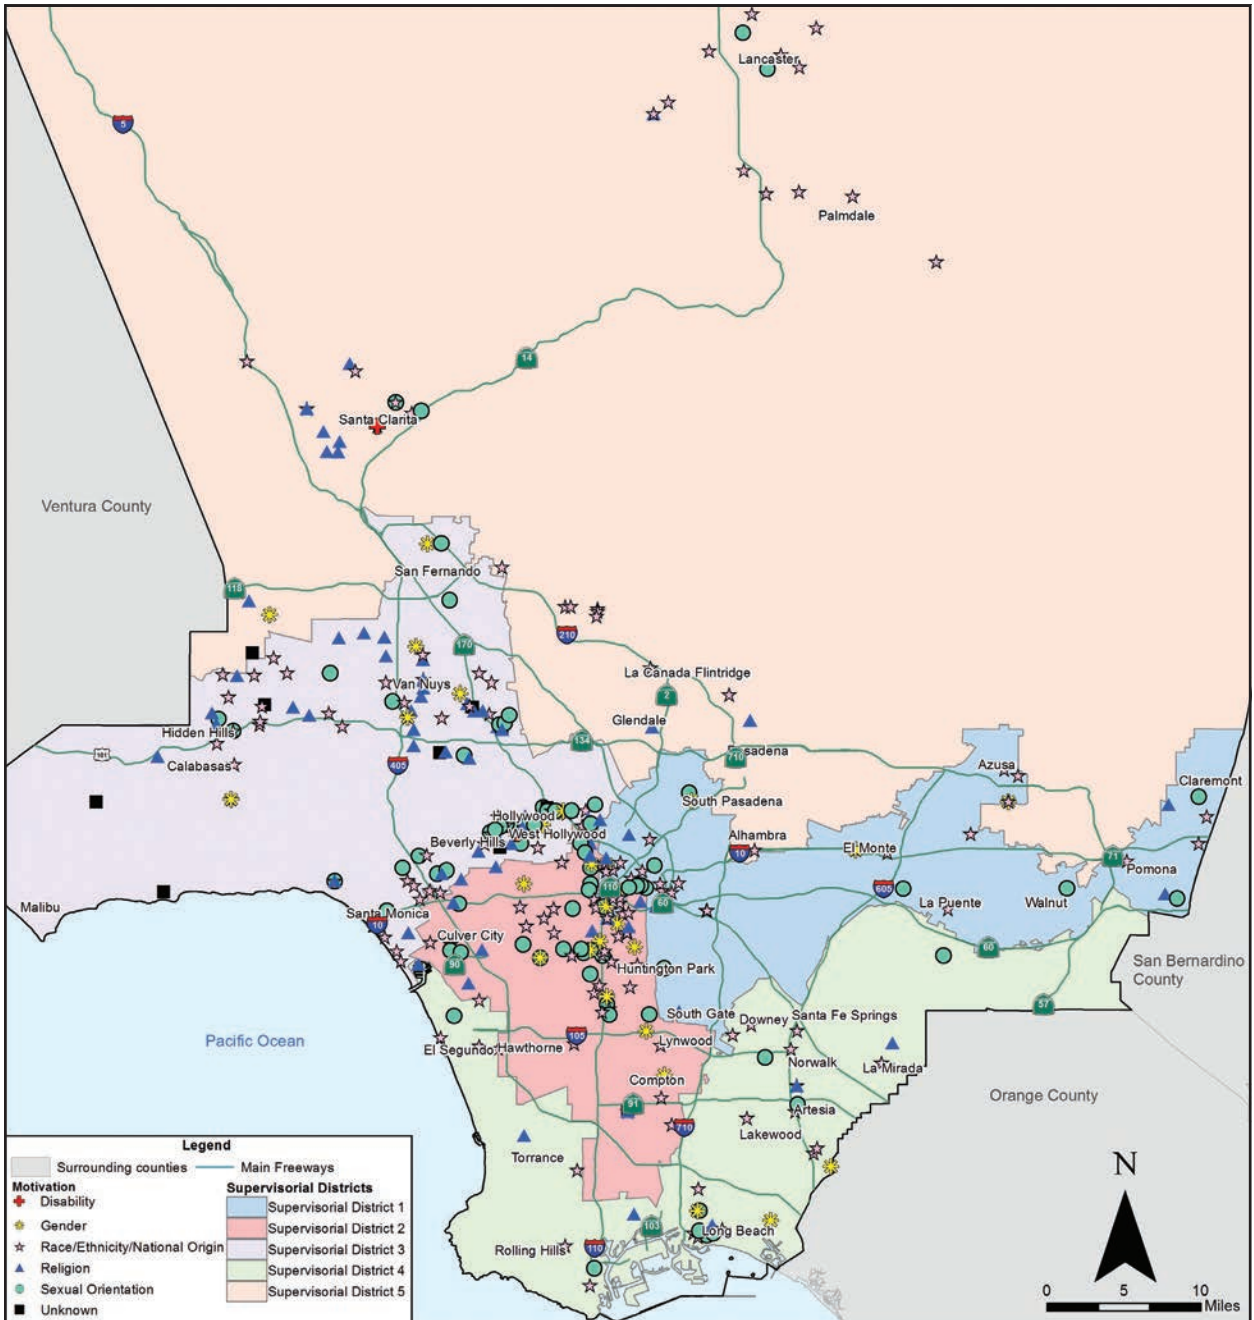 Lancaster
5
Palmdale
14
Santa Clarita
Ventura County
San Fernando
118
210
170
La Canada Flintridge
Van Nuys
2
Glendale
Hidden Hills
134
710
101
Calabasas
405
Azusa
Claremont
South Pasadena
Hollywood
West Hollywood
Beverly Hills
Alhambra
El Monte
10
71
Pomona
110
605
Malibu
Santa Monica
60
La Puente
Walnut
10
Culver City
60
90
Huntington Park
San Bernardino
County
57
South Gate
Downey
Santa Fe Springs
Pacific Ocean
El Segundo
Hawthorne
105
Lynwood
Norwalk
La Mirada
Compton
Orange County
91
Artesia
710
Lakewood
Torrance
N
103
Long Beach
Rolling Hills
110
Legend
Surrounding counties
Main Freeways
Motivation
Disability
Gender
Race/Ethnicity/National Origin
Religion
Sexual Orientation
Unknown
Supervisorial Districts
Supervisorial District 1
Supervisorial District 2
Supervisorial District 3
Supervisorial District 4
Supervisorial District 5
0 5 10
Miles